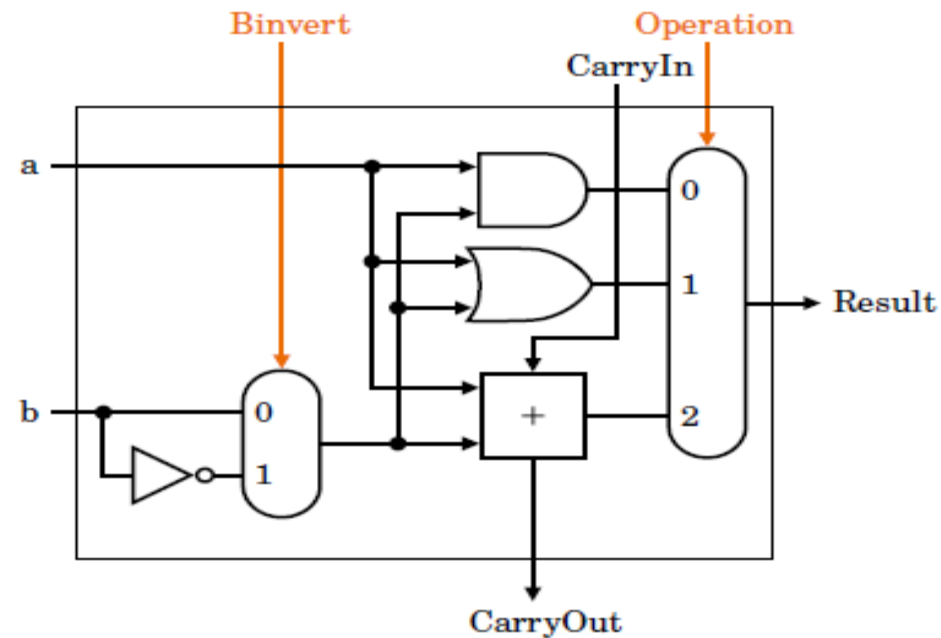 Binvert
Operation
CarryIn
a
0
1
Result
b
0
+
2
1
CarryOut